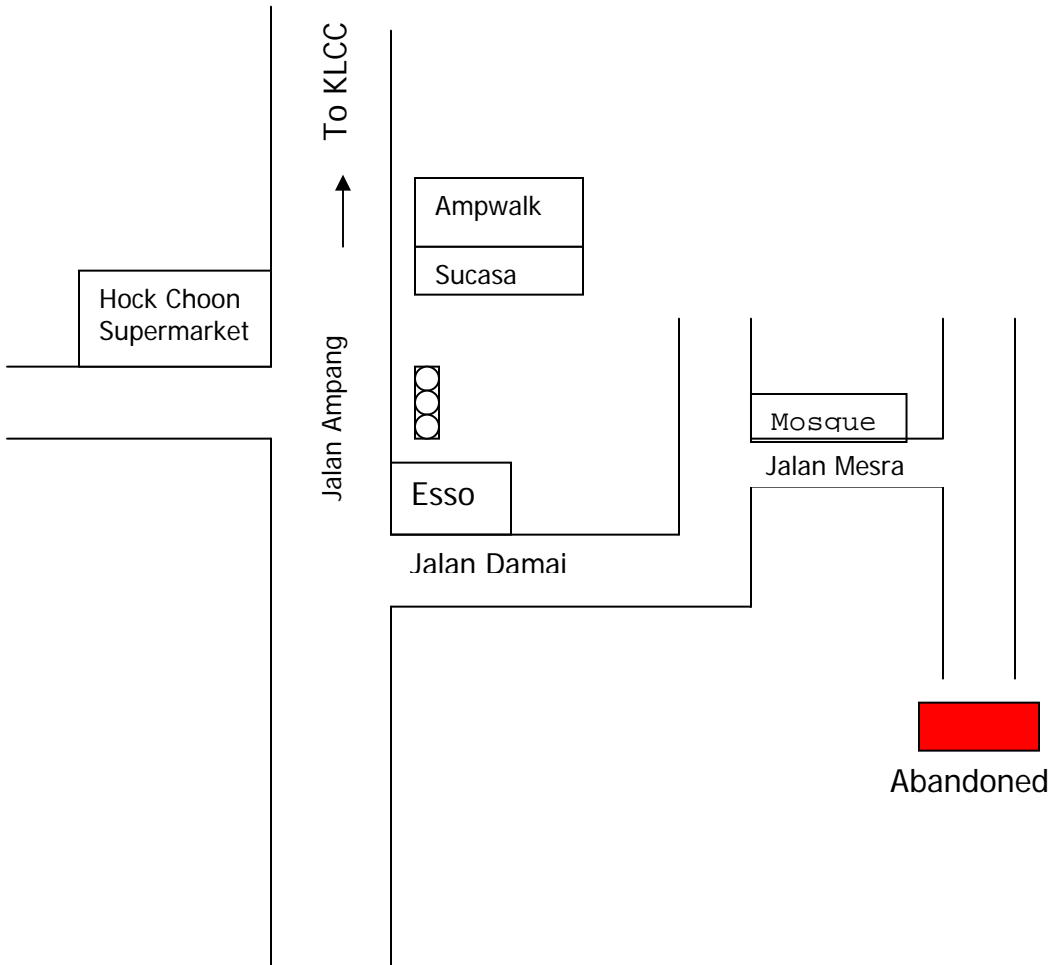 To KLCC
Ampwalk
Sucasa
Hock Choon
Supermarket
Jalan Ampang
Mosque
Jalan Mesra
Esso
Jalan Damai
Abandoned